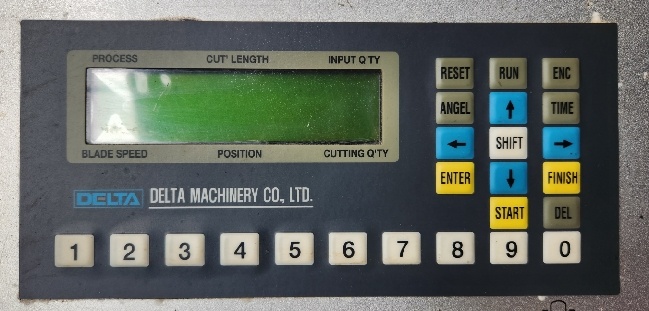 PROCESS CUT' LENGTH INPUT Q'TY
RESET RUN ENC
ANGEL TIME
BLADE SPEED POSITION CUTTING Q'TY
SHIFT
ENTER FINISH
DELTA DELTA MACHINERY CO., LTD.
START DEL
1 2 3 4 5 6 7 8 9 0